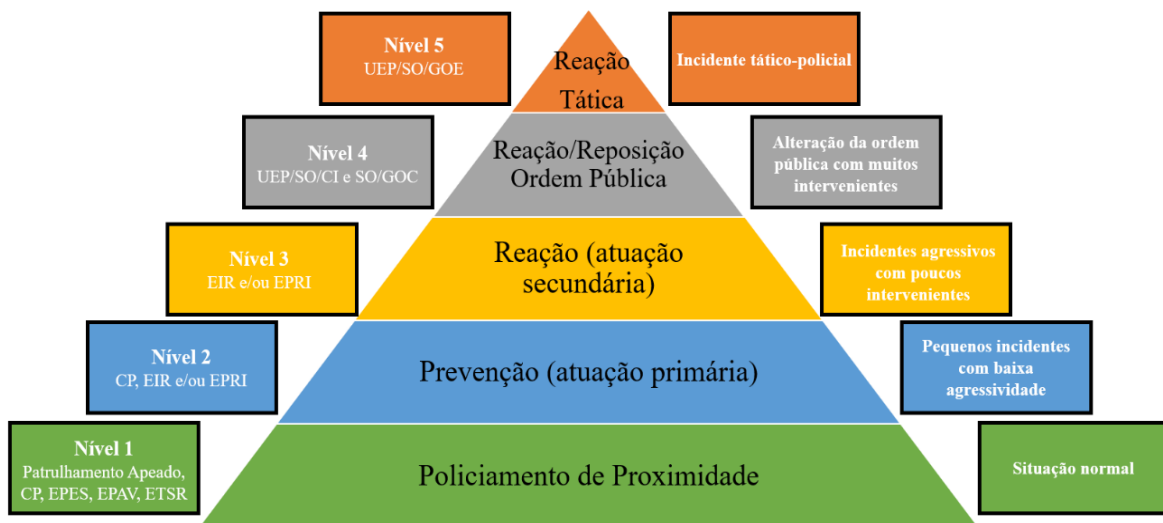 Nível 5
UEP/SO/GOE
Reação
Tática
Incidente tático-policial
Nível 4
UEP/SO/CI e SO/GOC
Reação/Reposição
Ordem Pública
Alteração da ordem
pública com muitos
intervenientes
Nível 3
EIR e/ou EPRI
Reação (atuação
secundária)
Incidentes agressivos
com poucos
intervenientes
Nível 2
CP, EIR e/ou EPRI
Prevenção (atuação primária)
Pequenos incidentes
com baixa
agressividade
Nível 1
Patrulhamento Apeado,
CP, EPES, EPAV, ETSR
Policiamento de Proximidade
Situação normal